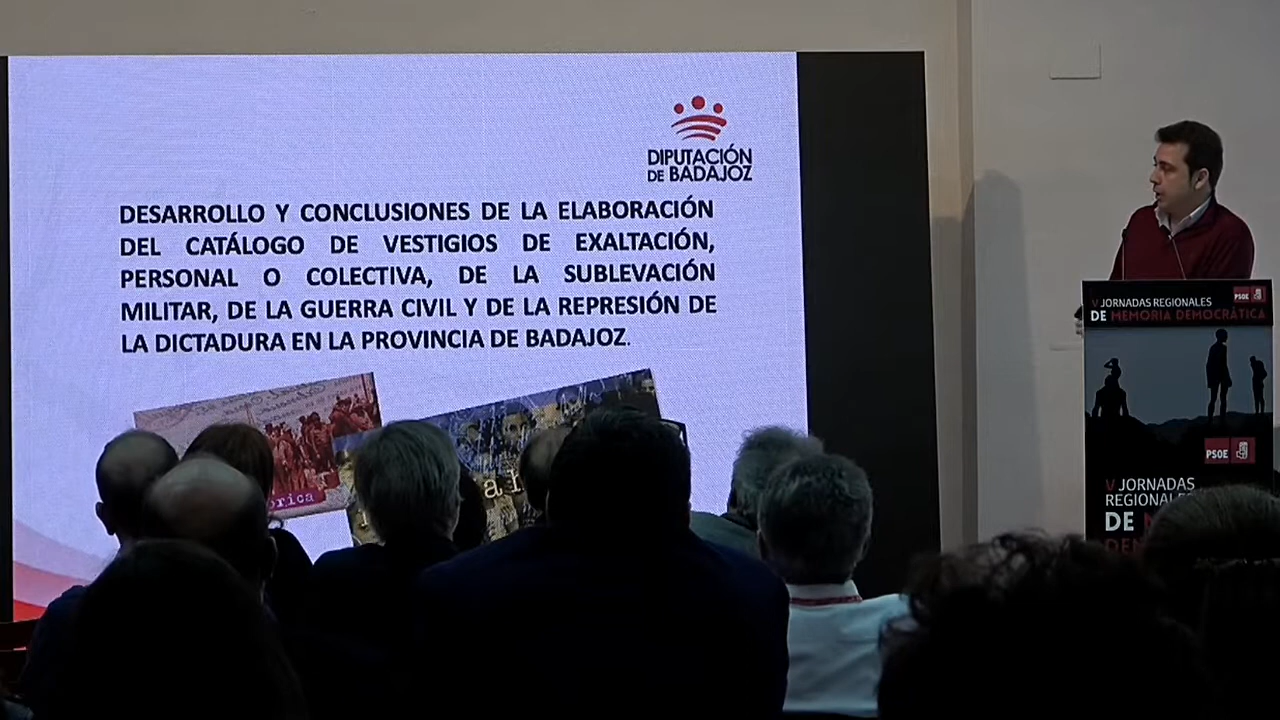 DIPUTACIÓN
DE BADAJOZ
DESARROLLO Y CONCLUSIONES DE LA ELABORACIÓN
DEL CATÁLOGO DE VESTIGIOS DE EXALTACIÓN,
PERSONAL O COLECTIVA, DE LA SUBLEVACIÓN
MILITAR, DE LA GUERRA CIVIL Y DE LA REPRESIÓN DE
LA DICTADURA EN LA PROVINCIA DE BADAJOZ.
órica
V JORNADAS REGIONALES
DE MEMORIA DEMOCRÁTICA
PSOE
PSOE
V JORNADAS
REGIONALES
DE